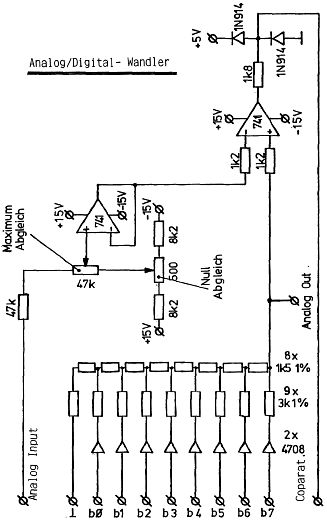 Analog/Digital- Wandler
+5V
1N914
1N914
1k8
+15V
741
-15V
1k2
1k2
+15V
741
-15V
Maximum
Abgleich
47k
47k
-15V
8k2
500
Null
Abgleich
8k2
+15V
Analog Out
8x
1k5 1%
9x
3k1%
2x
4708
Analog Input
Coparat.
⊥
b0
b1
b2
b3
b4
b5
b6
b7